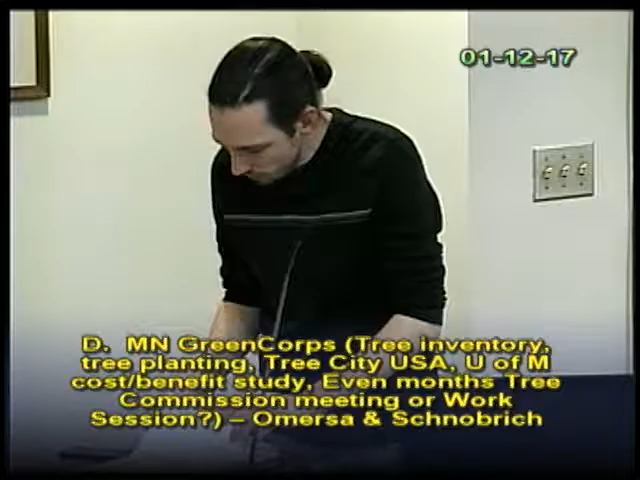 01-12-17
D. MN GreenCorps (Tree inventory,
tree planting, Tree City USA, U of M
cost/benefit study, Even months Tree
Commission meeting or Work
Session?) – Omersa & Schnobrich